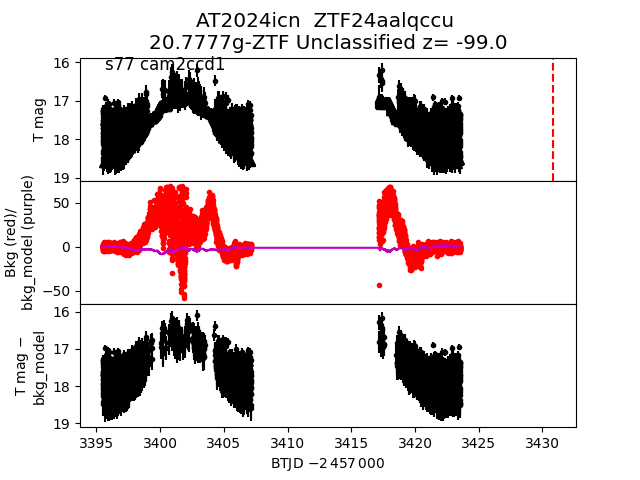 AT2024icn  ZTF24aalqccu
20.7777g-ZTF Unclassified z= -99.0
s77 cam2ccd1
16
17
18
19
T mag
50
0
−50
Bkg (red)/
bkg_model (purple)
16
17
18
19
T mag −
bkg_model
3395 3400 3405 3410 3415 3420 3425 3430
BTJD −2 457 000